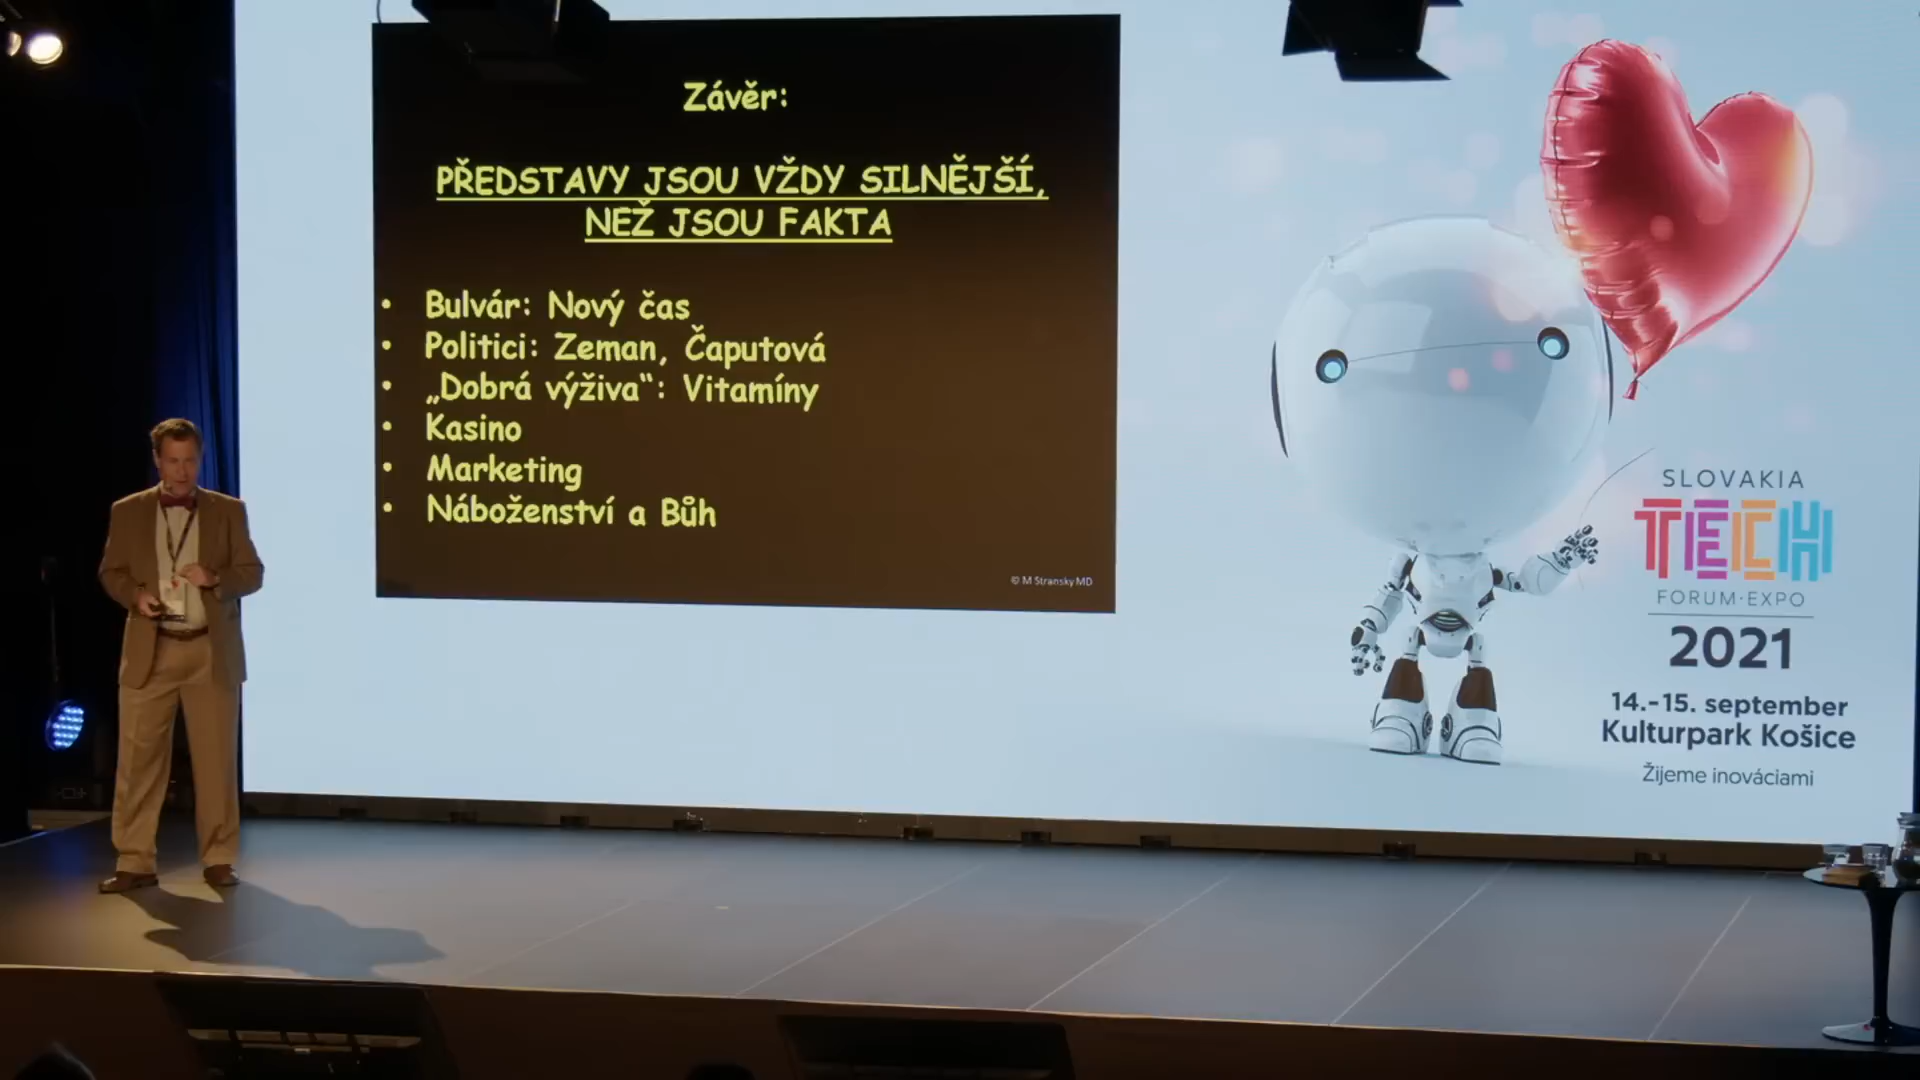 Závěr:
PŘEDSTAVY JSOU VŽDY SILNĚJŠÍ,
NEŽ JSOU FAKTA
• Bulvár: Nový čas
• Politici: Zeman, Čaputová
• „Dobrá výživa“: Vitamíny
• Kasino
• Marketing
• Náboženství a Bůh
© M Stransky MD
SLOVAKIA
TECH
FORUM·EXPO
2021
14.-15. september
Kulturpark Košice
Žijeme inováciami